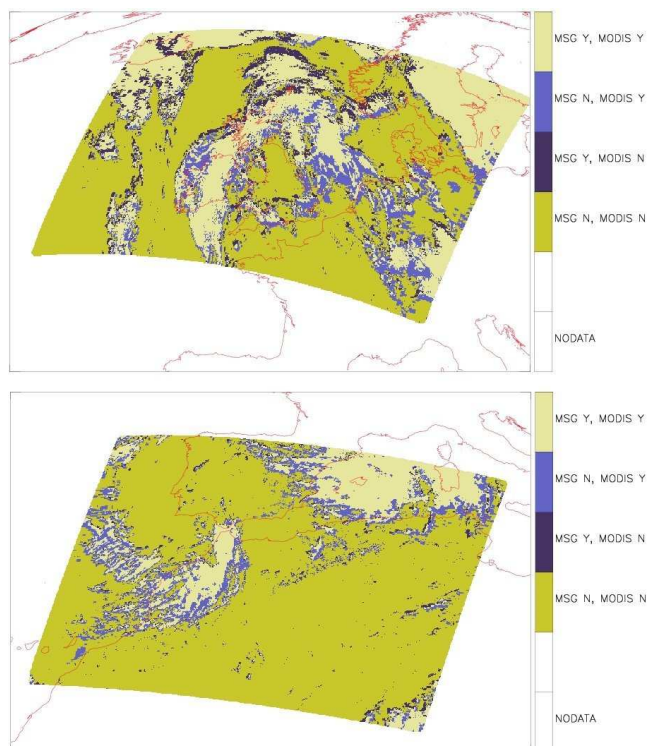 MSG Y, MODIS Y
MSG N, MODIS Y
MSG Y, MODIS N
MSG N, MODIS N
NODATA
MSG Y, MODIS Y
MSG N, MODIS Y
MSG Y, MODIS N
MSG N, MODIS N
NODATA